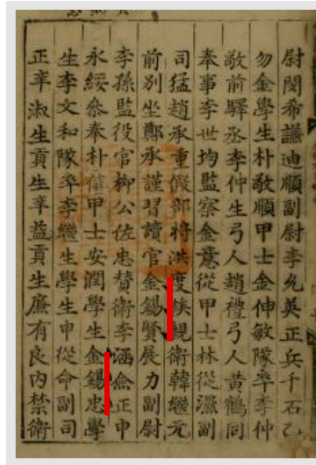 尉閔希謙迪順副尉李允英正兵千石乙
勿金學生朴敬順甲士金仲敏隊卒李仲
敬前驛丞李仲生弓人趙禮弓人黃鶴同
奉事李世均監察金意從甲士林從漑副
司猛趙承重假部將洪度衛韓繼元
前別坐鄭承謹習讀官金錫賢展力副尉
李孫監役官柳公佐忠贊衛李涵僉正申
永綏叅奉朴甲士安潤學生金錫忠學
生李文和隊卒李繼生學生申從命副司
正辛淑生貢生辛益貢生廉有良內禁衛